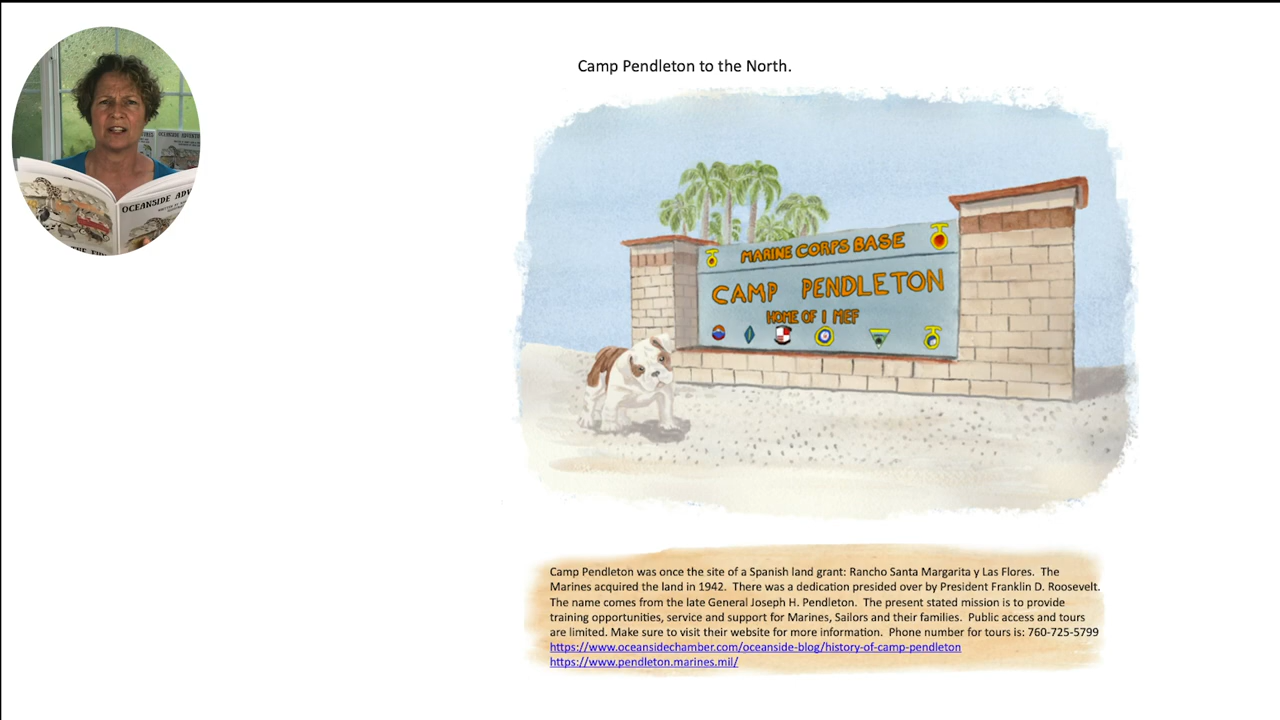 Camp Pendleton to the North.
OCEANSIDE ADV
MARINE CORPS BASE
CAMP PENDLETON
HOME OF I MEF
Camp Pendleton was once the site of a Spanish land grant: Rancho Santa Margarita y Las Flores. The
Marines acquired the land in 1942. There was a dedication presided over by President Franklin D. Roosevelt.
The name comes from the late General Joseph H. Pendleton. The present stated mission is to provide
training opportunities, service and support for Marines, Sailors and their families. Public access and tours
are limited. Make sure to visit their website for more information. Phone number for tours is: 760-725-5799
https://www.oceansidechamber.com/oceanside-blog/history-of-camp-pendleton
https://www.pendleton.marines.mil/